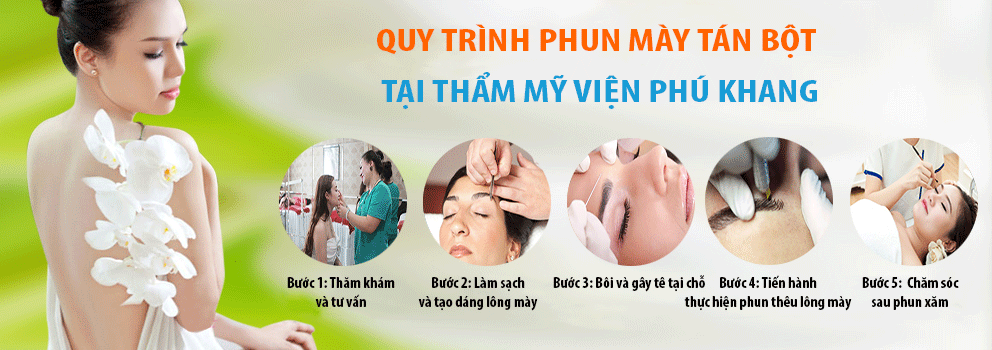 QUY TRÌNH PHUN MÀY TÁN BỘT
TẠI THẨM MỸ VIỆN PHÚ KHANG
Bước 1: Thăm khám
và tư vấn
Bước 2: Làm sạch
và tạo dáng lông mày
Bước 3: Bôi và gây tê tại chỗ
Bước 4: Tiến hành
thực hiện phun thêu lông mày
Bước 5: Chăm sóc
sau phun xăm